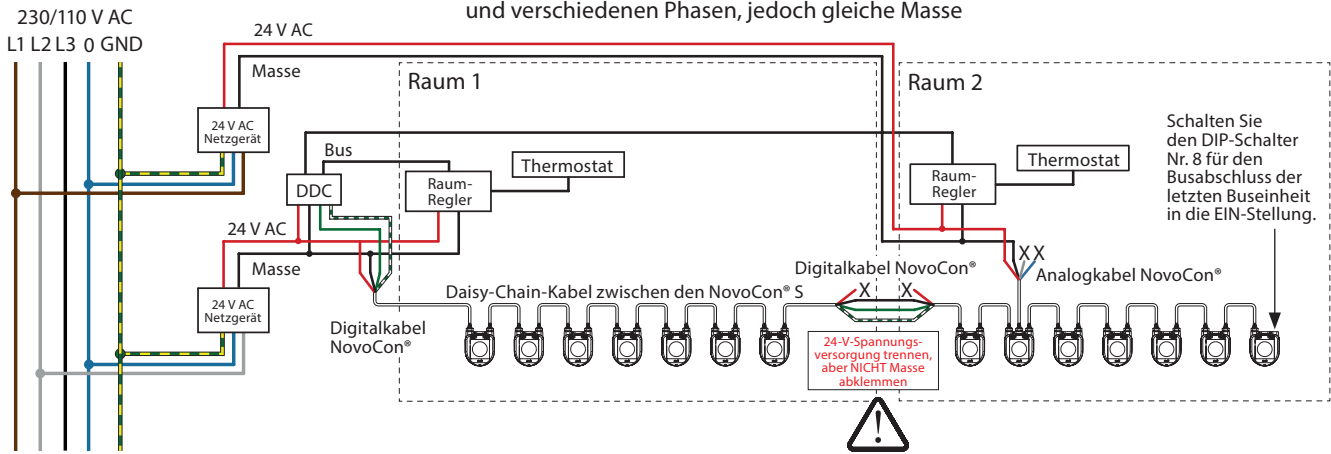 und verschiedenen Phasen, jedoch gleiche Masse
230/110 V AC
L1 L2 L3 0 GND
24 V AC
Masse
24 V AC
Netzgerät
Raum 1
Raum 2
Bus
DDC
Raum-
Regler
Thermostat
Raum-
Regler
Thermostat
Schalten Sie
den DIP-Schalter
Nr. 8 für den
Busabschluss der
letzten Buseinheit
in die EIN-Stellung.
24 V AC
Masse
24 V AC
Netzgerät
Digitalkabel
NovoCon®
Daisy-Chain-Kabel zwischen den NovoCon® S
Digitalkabel NovoCon®
X X
X X
Analogkabel NovoCon®
24-V-Spannungs-
versorgung trennen,
aber NICHT Masse
abklemmen
!